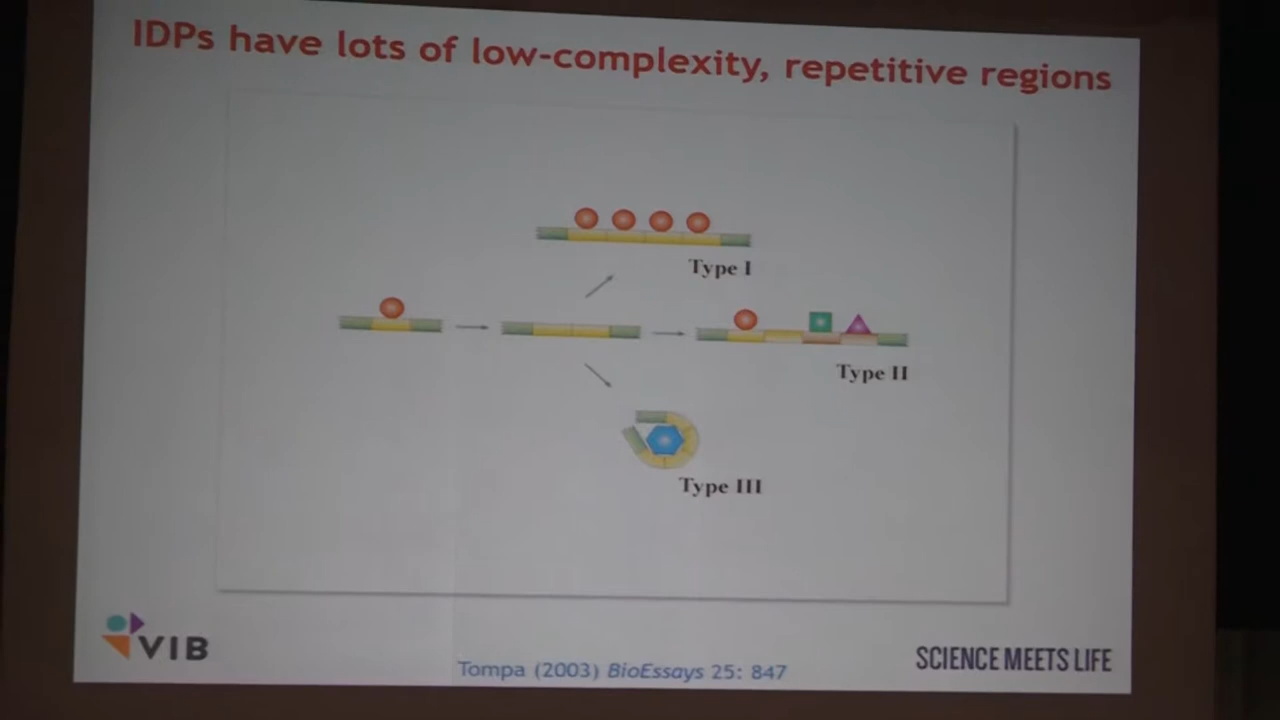 IDPs have lots of low-complexity, repetitive regions
Type I
Type II
Type III
VIB
Tompa (2003) BioEssays 25: 847
SCIENCE MEETS LIFE